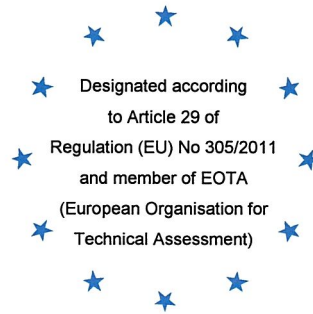 Designated according
to Article 29 of
Regulation (EU) No 305/2011
and member of EOTA
(European Organisation for
Technical Assessment)